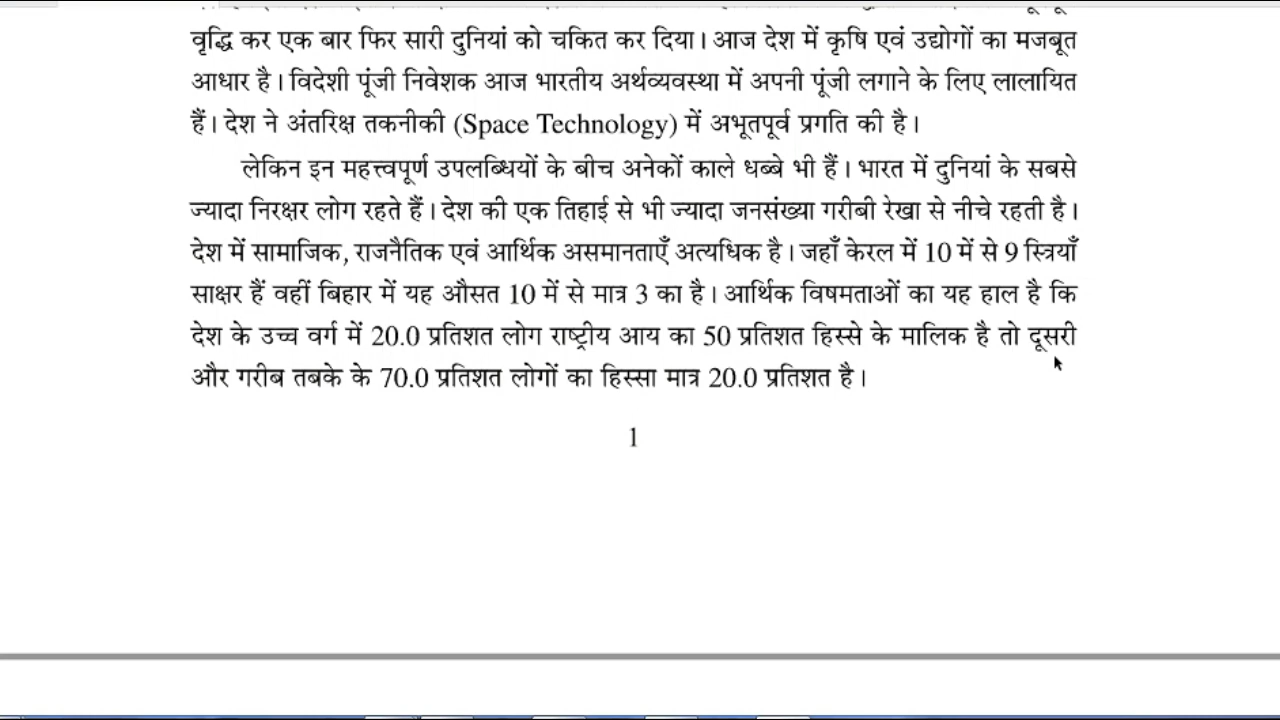 वृद्धि कर एक बार फिर सारी दुनियां को चकित कर दिया। आज देश में कृषि एवं उद्योगों का मजबूत
आधार है। विदेशी पूंजी निवेशक आज भारतीय अर्थव्यवस्था में अपनी पूंजी लगाने के लिए लालायित
हैं। देश ने अंतरिक्ष तकनीकी (Space Technology) में अभूतपूर्व प्रगति की है।
लेकिन इन महत्त्वपूर्ण उपलब्धियों के बीच अनेकों काले धब्बे भी हैं। भारत में दुनियां के सबसे
ज्यादा निरक्षर लोग रहते हैं। देश की एक तिहाई से भी ज्यादा जनसंख्या गरीबी रेखा से नीचे रहती है।
देश में सामाजिक, राजनैतिक एवं आर्थिक असमानताएँ अत्यधिक है। जहाँ केरल में 10 में से 9 स्त्रियाँ
साक्षर हैं वहीं बिहार में यह औसत 10 में से मात्र 3 का है। आर्थिक विषमताओं का यह हाल है कि
देश के उच्च वर्ग में 20.0 प्रतिशत लोग राष्ट्रीय आय का 50 प्रतिशत हिस्से के मालिक है तो दूसरी
और गरीब तबके के 70.0 प्रतिशत लोगों का हिस्सा मात्र 20.0 प्रतिशत है।
1